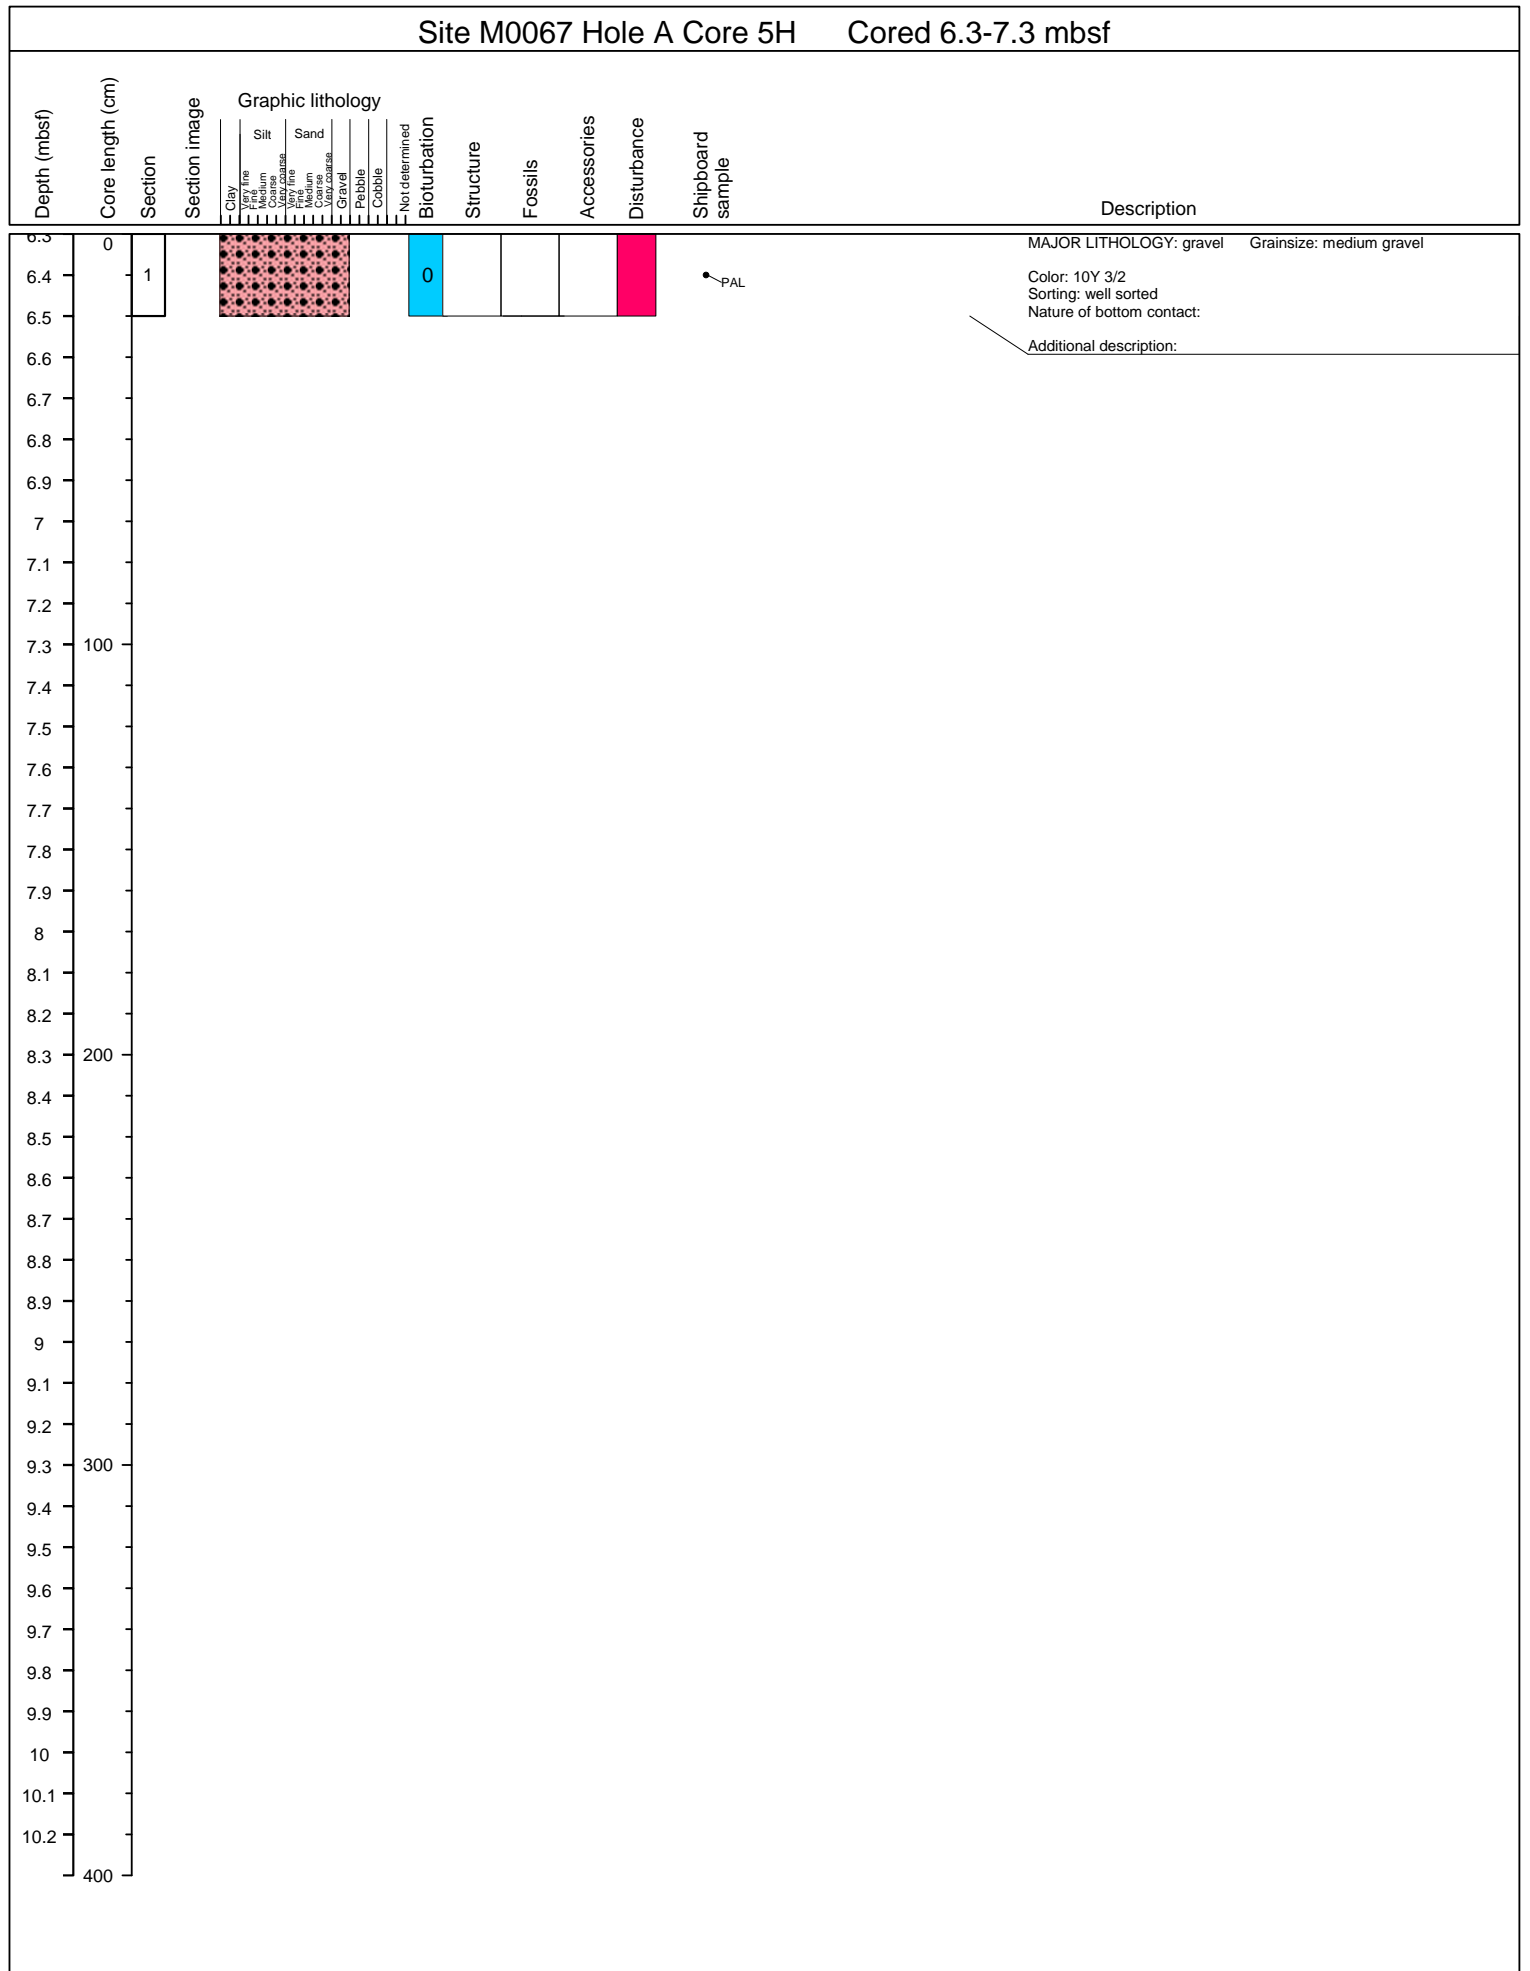 Site M0067 Hole A Core 5H Cored 6.3-7.3 mbsf
Depth (mbsf)
Core length (cm)
Section
Section image
Graphic lithology
Silt
Sand
Clay
Very fine
Fine
Medium
Coarse
Very coarse
Very fine
Fine
Medium
Coarse
Very coarse
Gravel
Pebble
Cobble
Not determined
Bioturbation
Structure
Fossils
Accessories
Disturbance
Shipboard
sample
Description
6.3
0
1
0
PAL
MAJOR LITHOLOGY: gravel Grainsize: medium gravel
Color: 10Y 3/2
Sorting: well sorted
Nature of bottom contact:
Additional description:
6.4
6.5
6.6
6.7
6.8
6.9
7
7.1
7.2
7.3 100
7.4
7.5
7.6
7.7
7.8
7.9
8
8.1
8.2
8.3 200
8.4
8.5
8.6
8.7
8.8
8.9
9
9.1
9.2
9.3 300
9.4
9.5
9.6
9.7
9.8
9.9
10
10.1
10.2
400